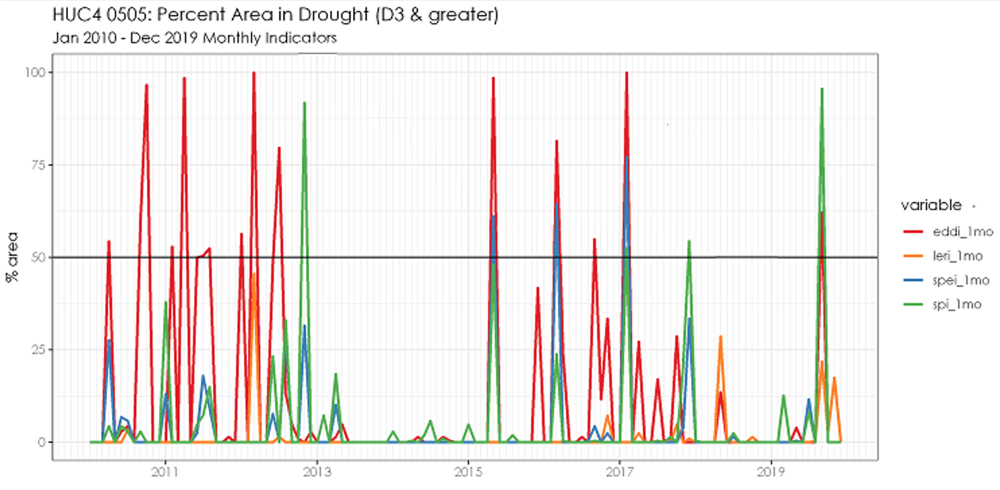 HUC4 0505: Percent Area in Drought (D3 & greater)
Jan 2010 - Dec 2019 Monthly Indicators
100
75
50
25
0
% area
2011 2013 2015 2017 2019
variable
eddi_1mo
leri_1mo
spei_1mo
spi_1mo